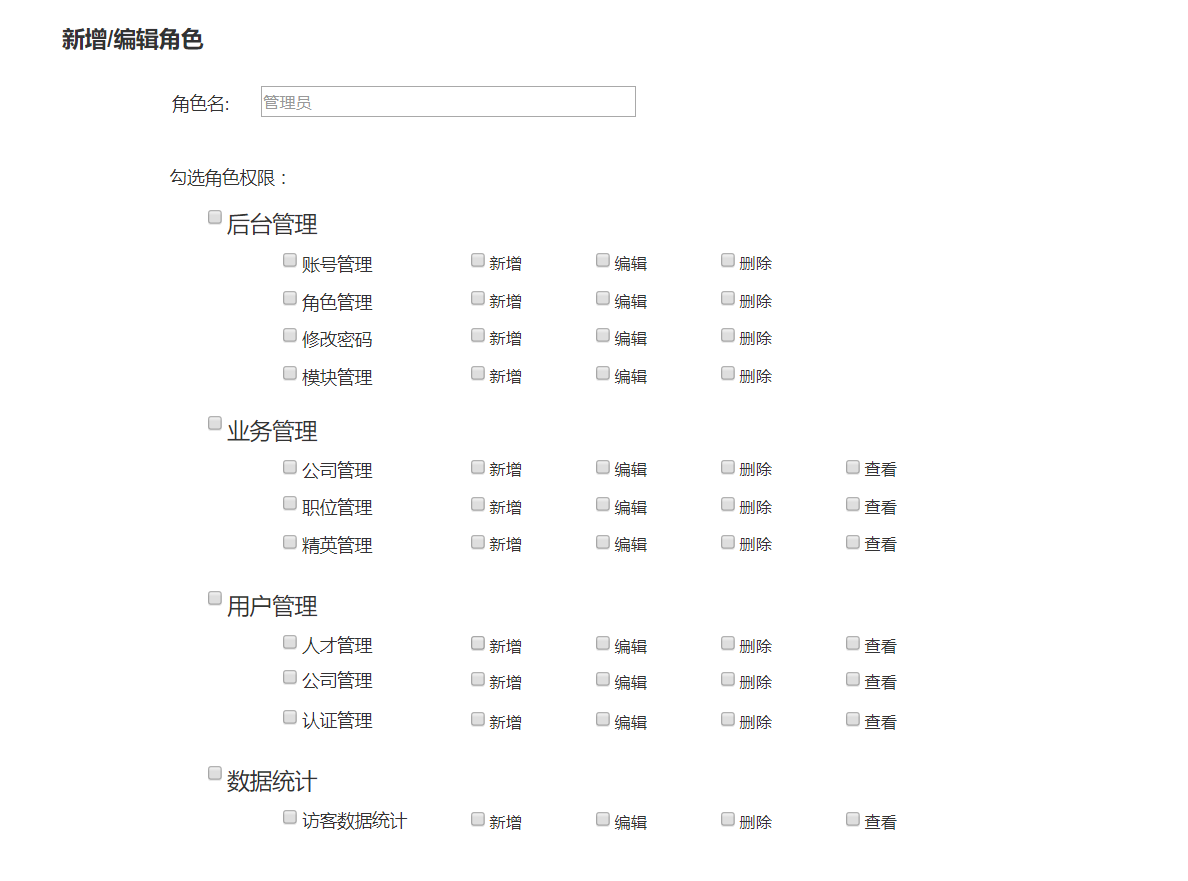 新增/编辑角色
角色名: 管理员
勾选角色权限：
后台管理
账号管理 新增 编辑 删除
角色管理 新增 编辑 删除
修改密码 新增 编辑 删除
模块管理 新增 编辑 删除
业务管理
公司管理 新增 编辑 删除 查看
职位管理 新增 编辑 删除 查看
精英管理 新增 编辑 删除 查看
用户管理
人才管理 新增 编辑 删除 查看
公司管理 新增 编辑 删除 查看
认证管理 新增 编辑 删除 查看
数据统计
访客数据统计 新增 编辑 删除 查看